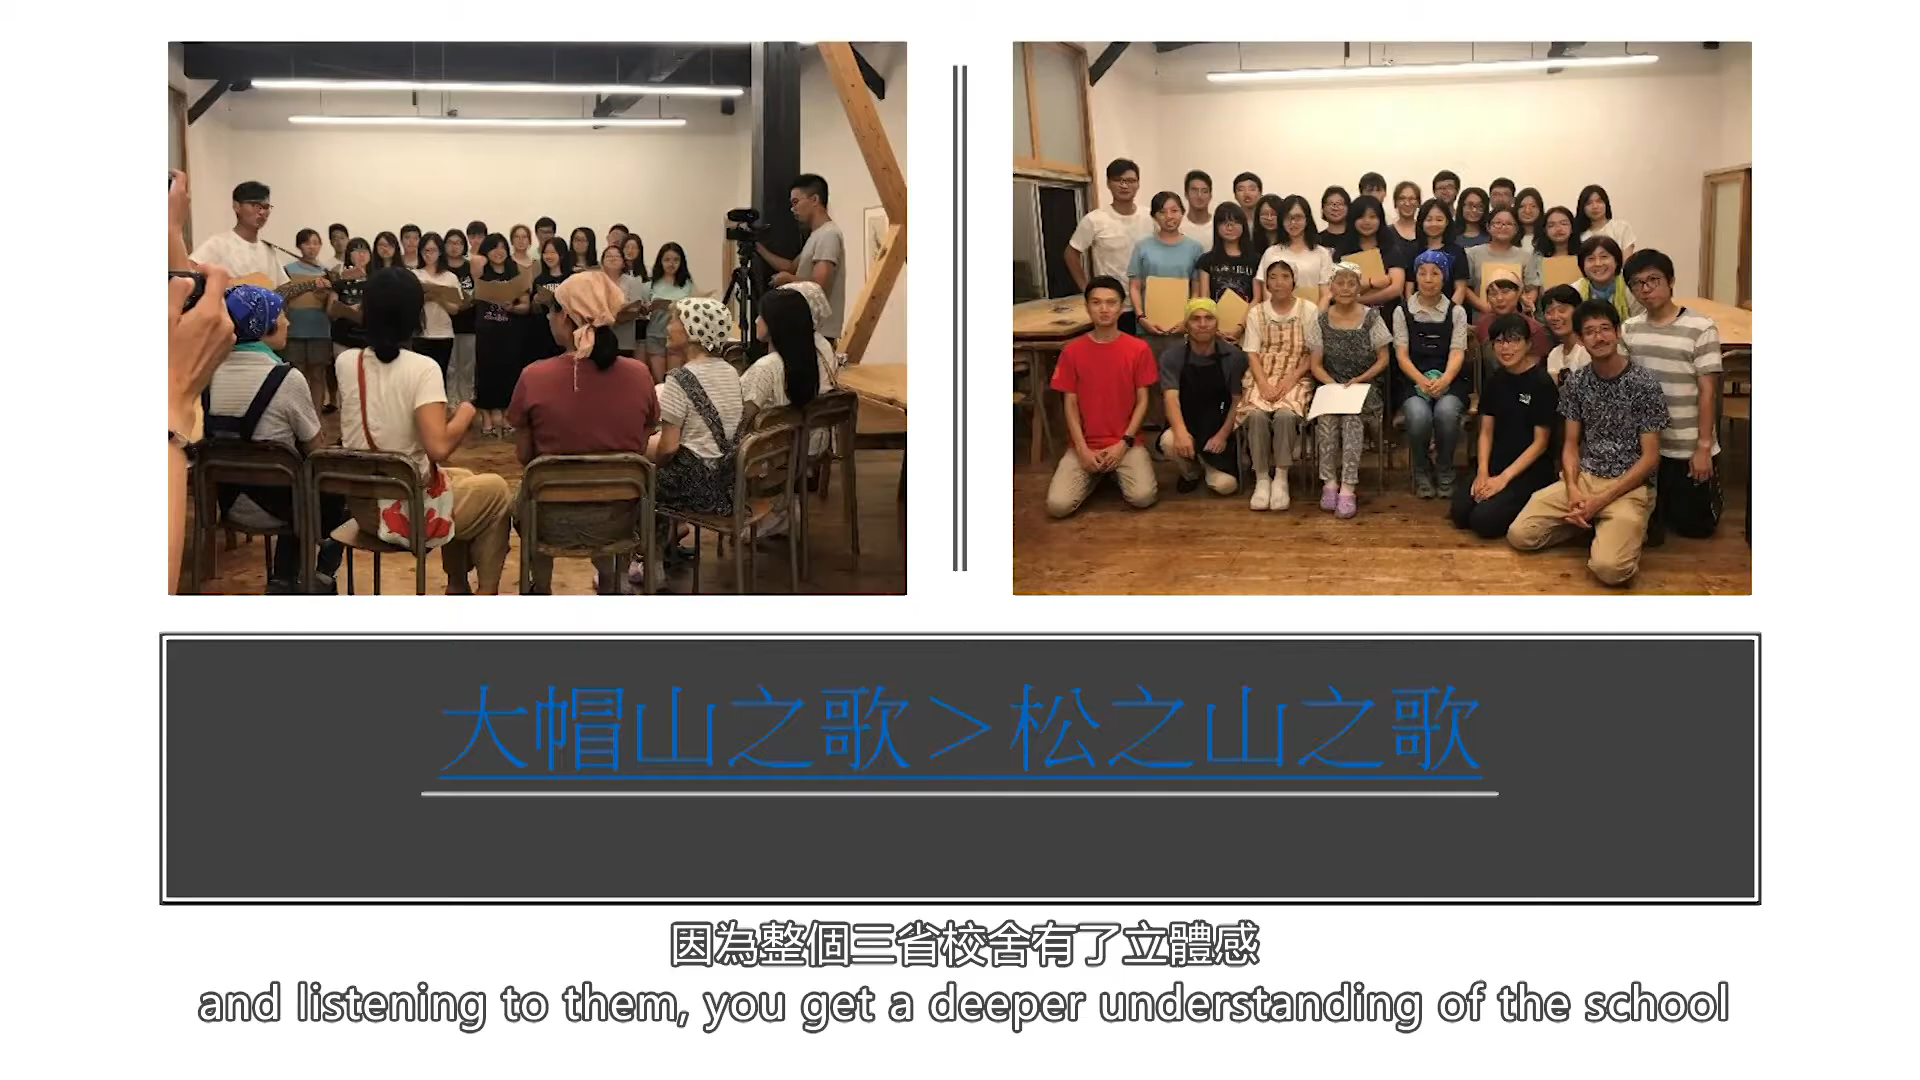 大帽山之歌＞松之山之歌
因為整個三省校舍有了立體感
and listening to them, you get a deeper understanding of the school